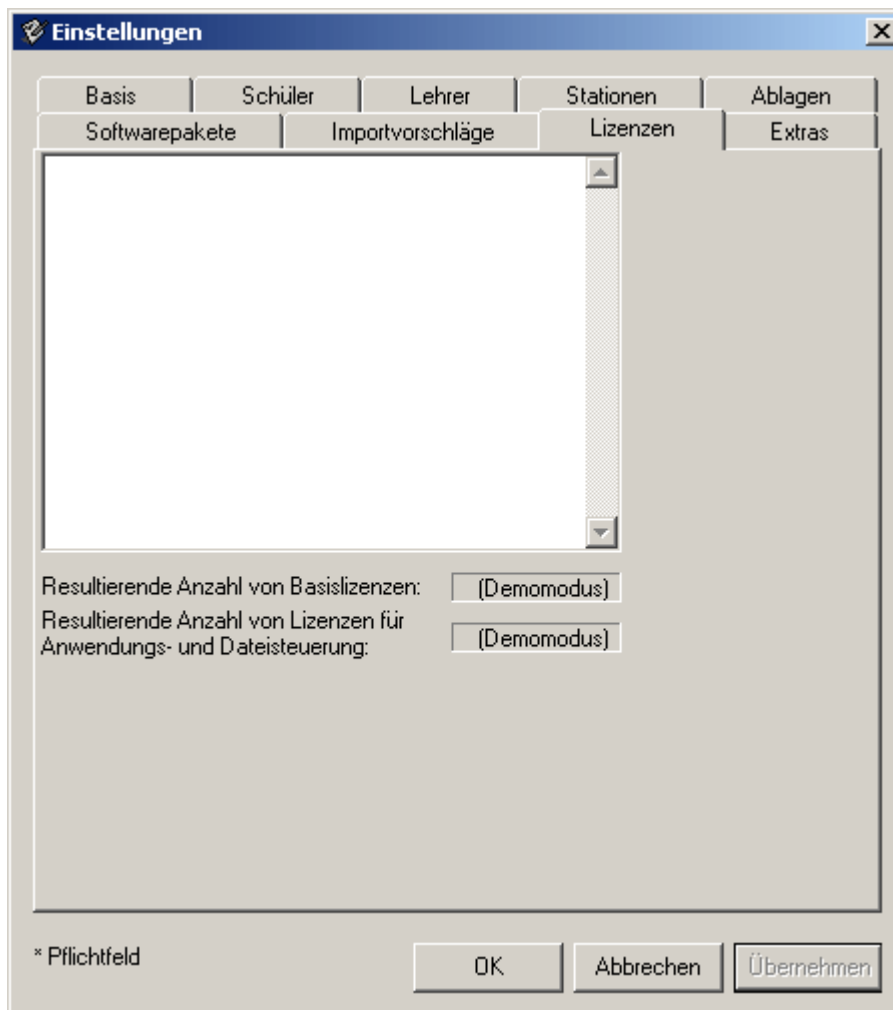 Einstellungen
Basis Schüler Lehrer Stationen Ablagen
Softwarepakete Importvorschläge Lizenzen Extras
Resultierende Anzahl von Basislizenzen: (Demomodus)
Resultierende Anzahl von Lizenzen für
Anwendungs- und Dateisteuerung: (Demomodus)
* Pflichtfeld OK Abbrechen Übernehmen